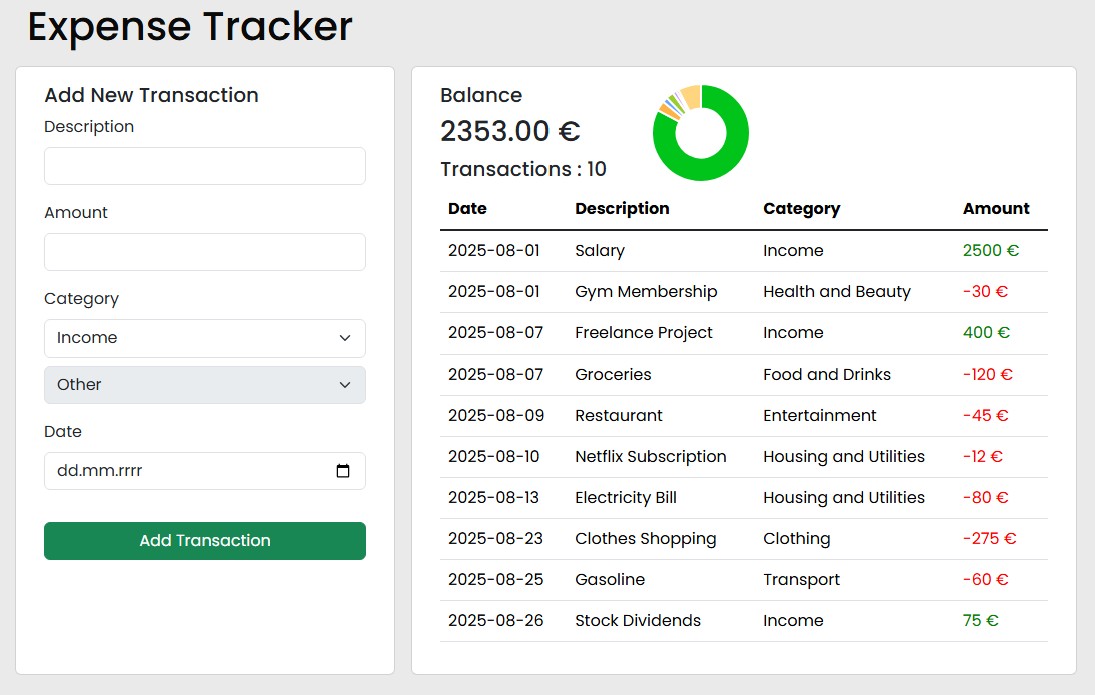 Expense Tracker
Add New Transaction
Description
Amount
Category
Income
Other
Date
dd.mm.rrrr
Add Transaction
Balance
2353.00 €
Transactions : 10
Date Description Category Amount
2025-08-01 Salary Income 2500 €
2025-08-01 Gym Membership Health and Beauty -30 €
2025-08-07 Freelance Project Income 400 €
2025-08-07 Groceries Food and Drinks -120 €
2025-08-09 Restaurant Entertainment -45 €
2025-08-10 Netflix Subscription Housing and Utilities -12 €
2025-08-13 Electricity Bill Housing and Utilities -80 €
2025-08-23 Clothes Shopping Clothing -275 €
2025-08-25 Gasoline Transport -60 €
2025-08-26 Stock Dividends Income 75 €